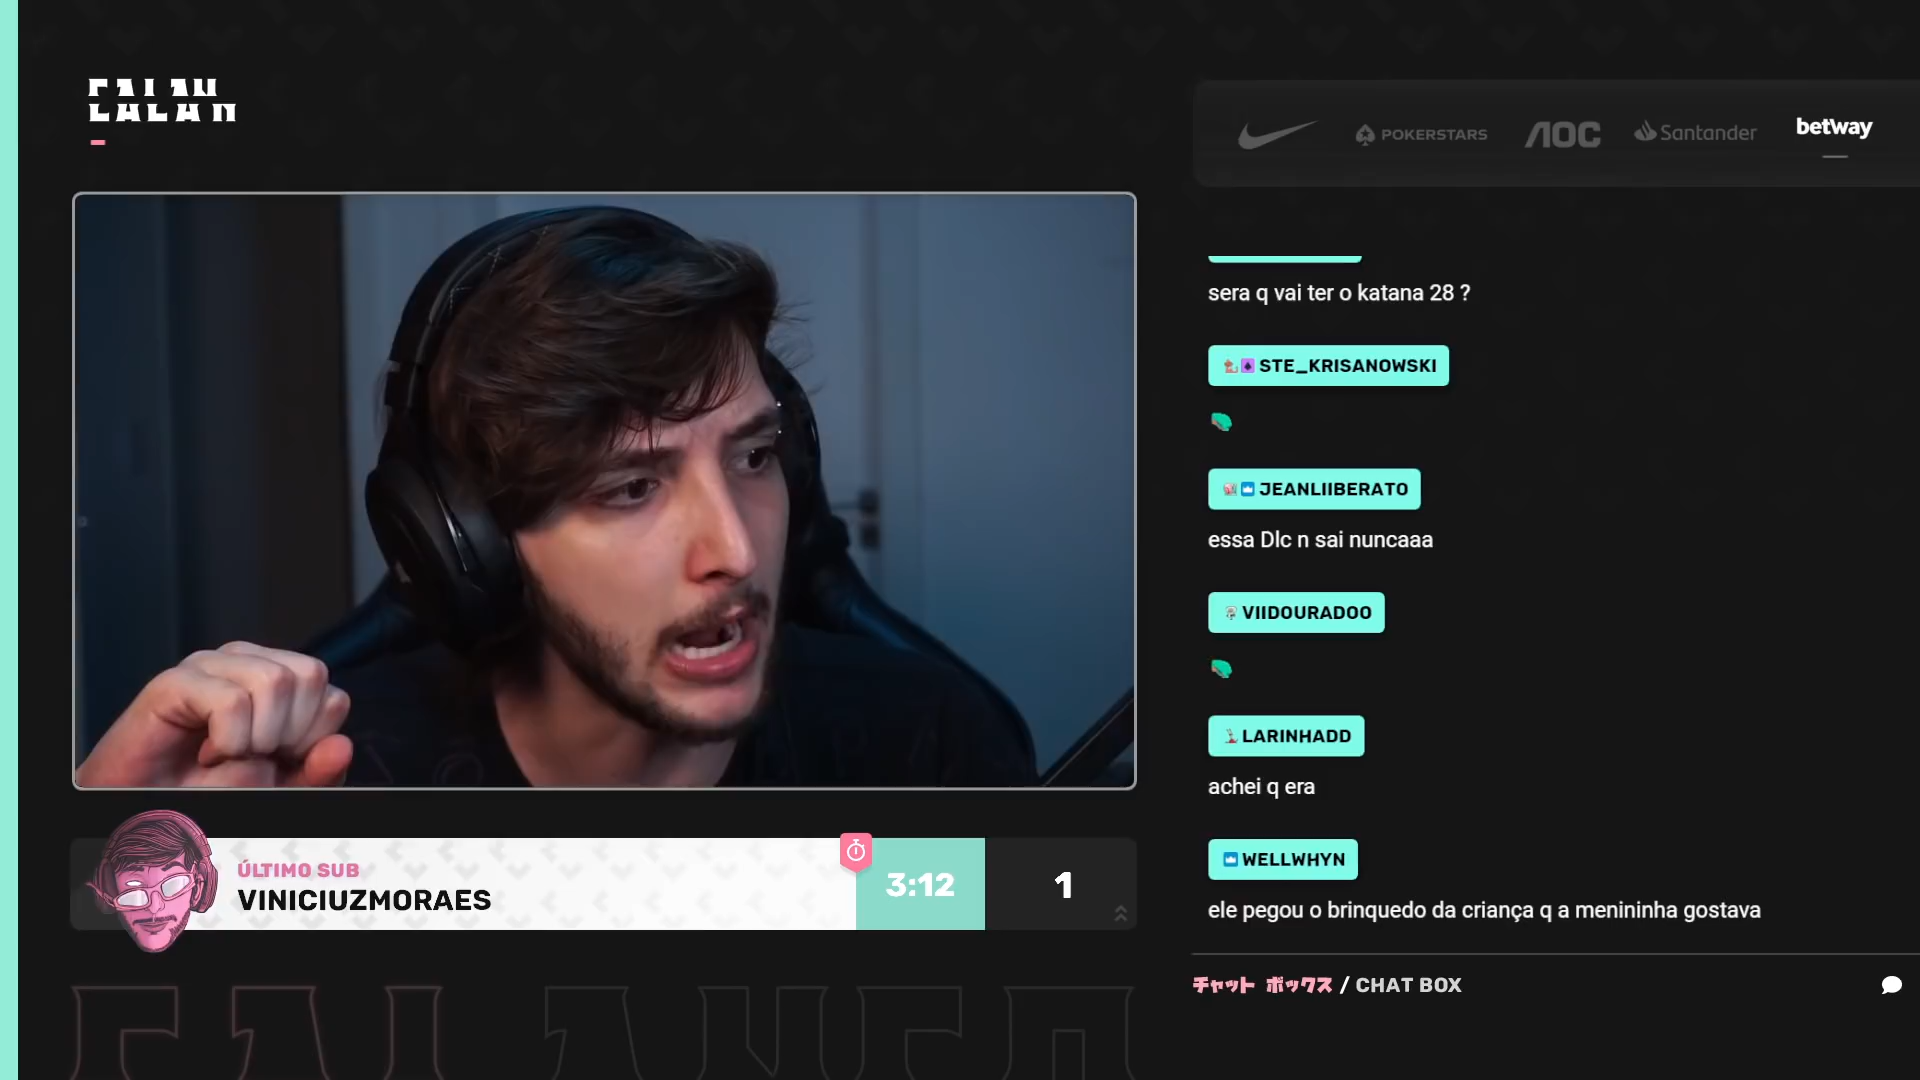 CALAN
POKERSTARS
AOC
Santander
betway
sera q vai ter o katana 28 ?
STE_KRISANOWSKI
JEANLIIBERATO
essa Dlc n sai nuncaaa
VIIDOURADOO
LARINHADD
achei q era
WELLWHYN
ele pegou o brinquedo da criança q a menininha gostava
ÚLTIMO SUB
VINICIUZMORAES
3:12
1
チャット ボックス / CHAT BOX